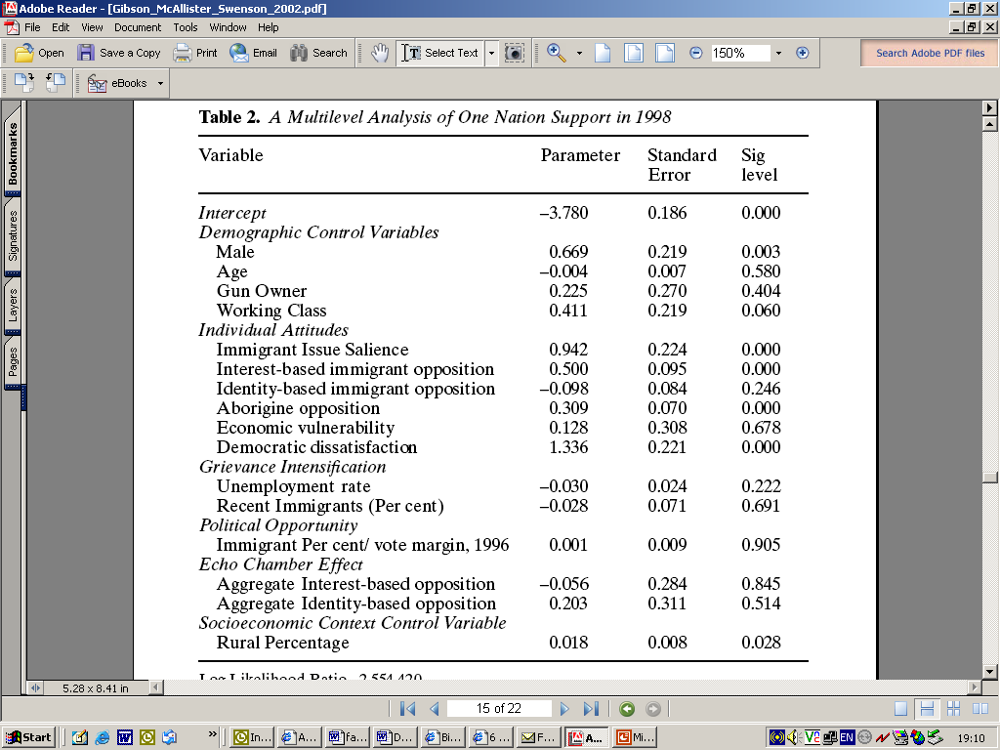 Adobe Reader - [Gibson_McAllister_Swenson_2002.pdf]
File Edit View Document Tools Window Help
Open Save a Copy Print Email Search Select Text 150% Search Adobe PDF files
eBooks
Bookmarks
Signatures
Layers
Pages
Table 2. A Multilevel Analysis of One Nation Support in 1998
Variable Parameter Standard Error Sig level
Intercept –3.780 0.186 0.000
Demographic Control Variables
Male 0.669 0.219 0.003
Age –0.004 0.007 0.580
Gun Owner 0.225 0.270 0.404
Working Class 0.411 0.219 0.060
Individual Attitudes
Immigrant Issue Salience 0.942 0.224 0.000
Interest-based immigrant opposition 0.500 0.095 0.000
Identity-based immigrant opposition –0.098 0.084 0.246
Aborigine opposition 0.309 0.070 0.000
Economic vulnerability 0.128 0.308 0.678
Democratic dissatisfaction 1.336 0.221 0.000
Grievance Intensification
Unemployment rate –0.030 0.024 0.222
Recent Immigrants (Per cent) –0.028 0.071 0.691
Political Opportunity
Immigrant Per cent/ vote margin, 1996 0.001 0.009 0.905
Echo Chamber Effect
Aggregate Interest-based opposition –0.056 0.284 0.845
Aggregate Identity-based opposition 0.203 0.311 0.514
Socioeconomic Context Control Variable
Rural Percentage 0.018 0.008 0.028
Log Likelihood Ratio
5.28 x 8.41 in
15 of 22
Start » In... A... fa... D... Bi... 6 ... F... A... Mi... EN 19:10